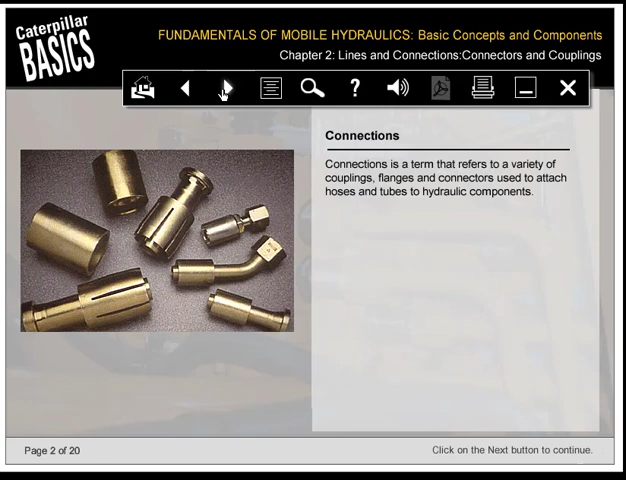 Caterpillar
BASICS
FUNDAMENTALS OF MOBILE HYDRAULICS: Basic Concepts and Components
Chapter 2: Lines and Connections:Connectors and Couplings
?
Connections
Connections is a term that refers to a variety of
couplings, flanges and connectors used to attach
hoses and tubes to hydraulic components.
Page 2 of 20
Click on the Next button to continue.